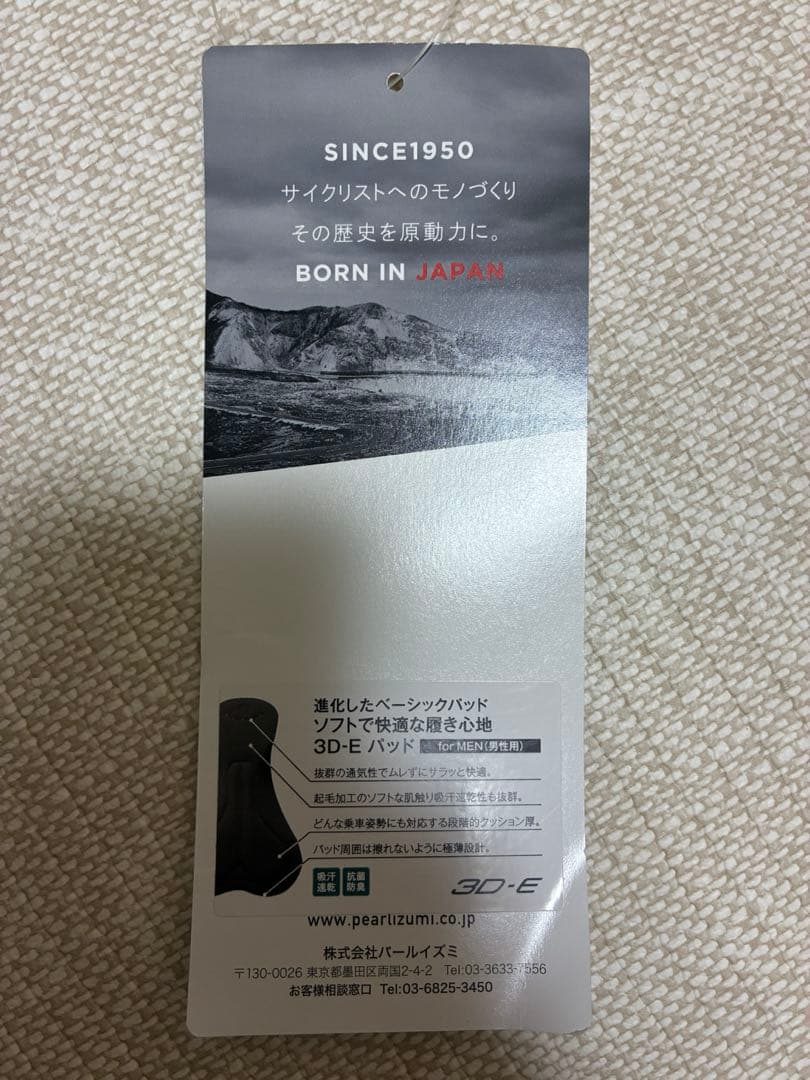 SINCE1950
サイクリストへのモノづくり
その歴史を原動力に。
BORN IN JAPAN
進化したベーシックパッド
ソフトで快適な履き心地
3D-E パッド for MEN(男性用)
抜群の通気性でムレずにサラッと快適。
起毛加工のソフトな肌触り吸汗速乾性も抜群。
どんな乗車姿勢にも対応する段階的クッション厚。
パッド周囲は擦れないように極薄設計。
吸汗速乾 抗菌防臭
3D-E
www.pearlizumi.co.jp
株式会社パールイズミ
〒130-0026 東京都墨田区両国2-4-2 Tel:03-3633-7556
お客様相談窓口 Tel:03-6825-3450